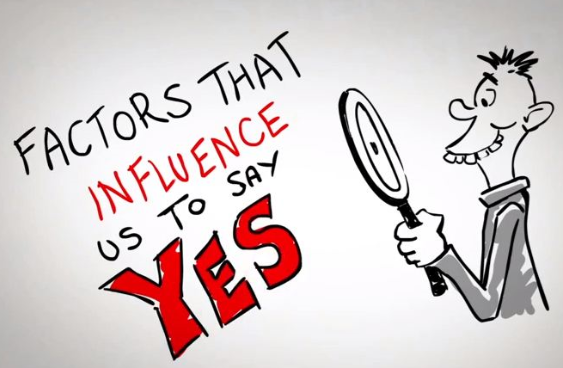 FACTORS THAT
INFLUENCE
US TO SAY
YES